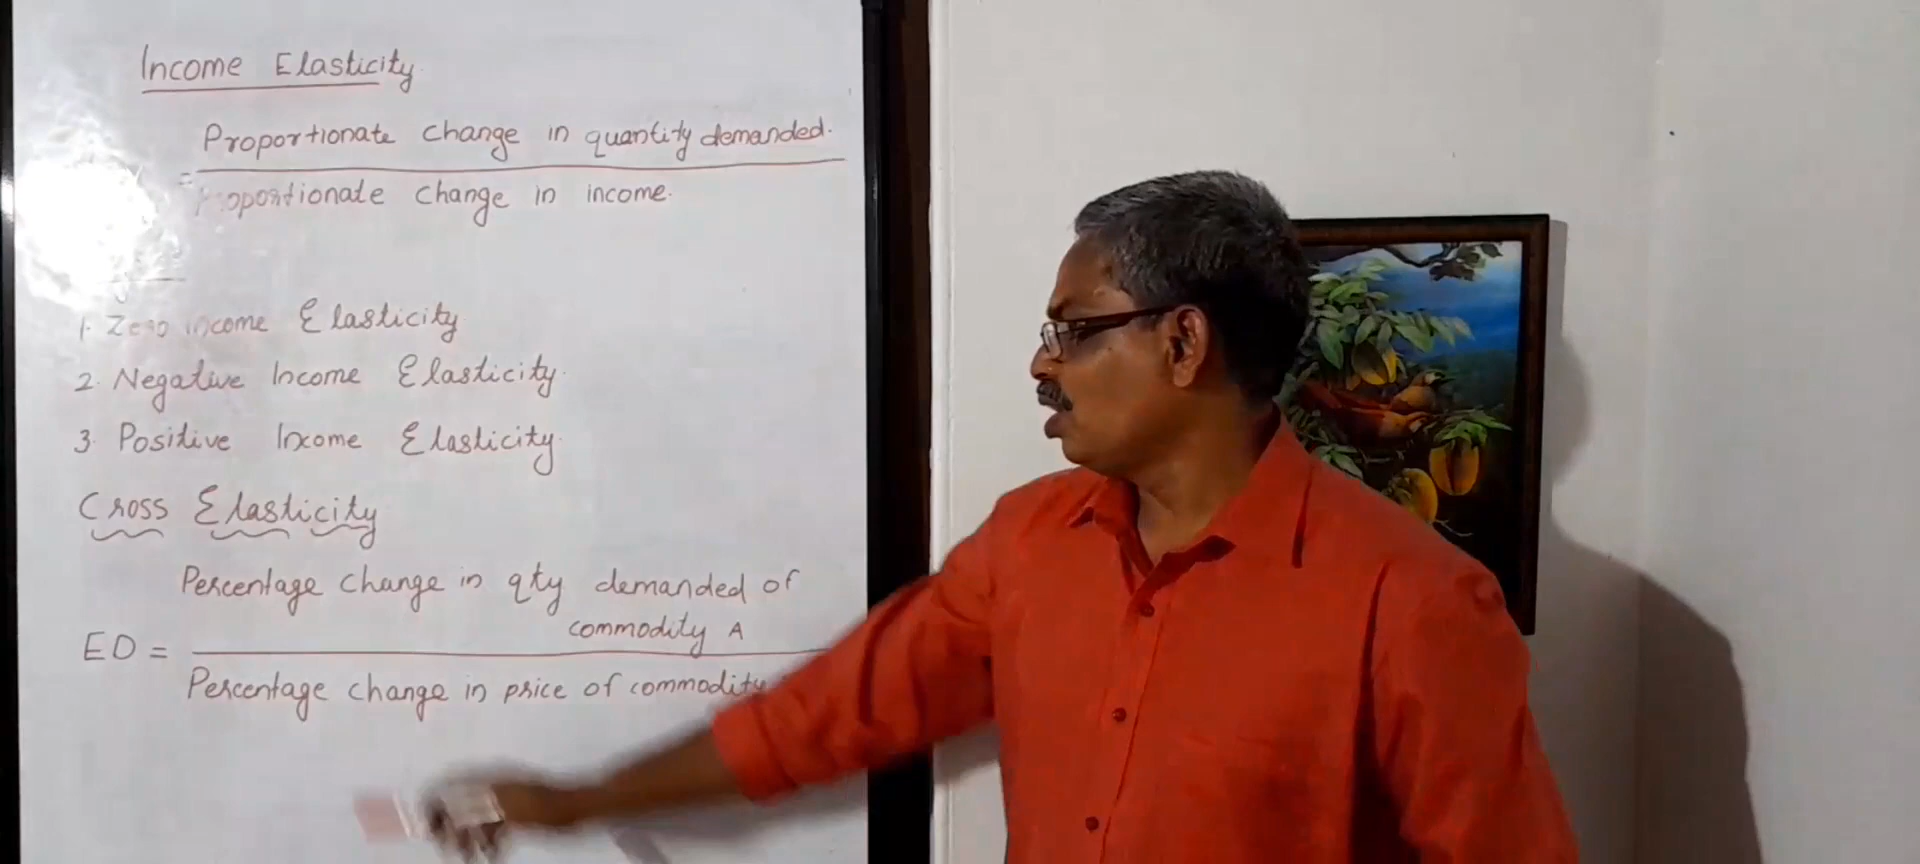 Income Elasticity
Proportionate change in quantity demanded.
= Proportionate change in income.
1. Zero income Elasticity
2. Negative Income Elasticity.
3. Positive Income Elasticity.
Cross Elasticity
Percentage change in qty demanded of
commodity A
ED =
Percentage change in price of commodity